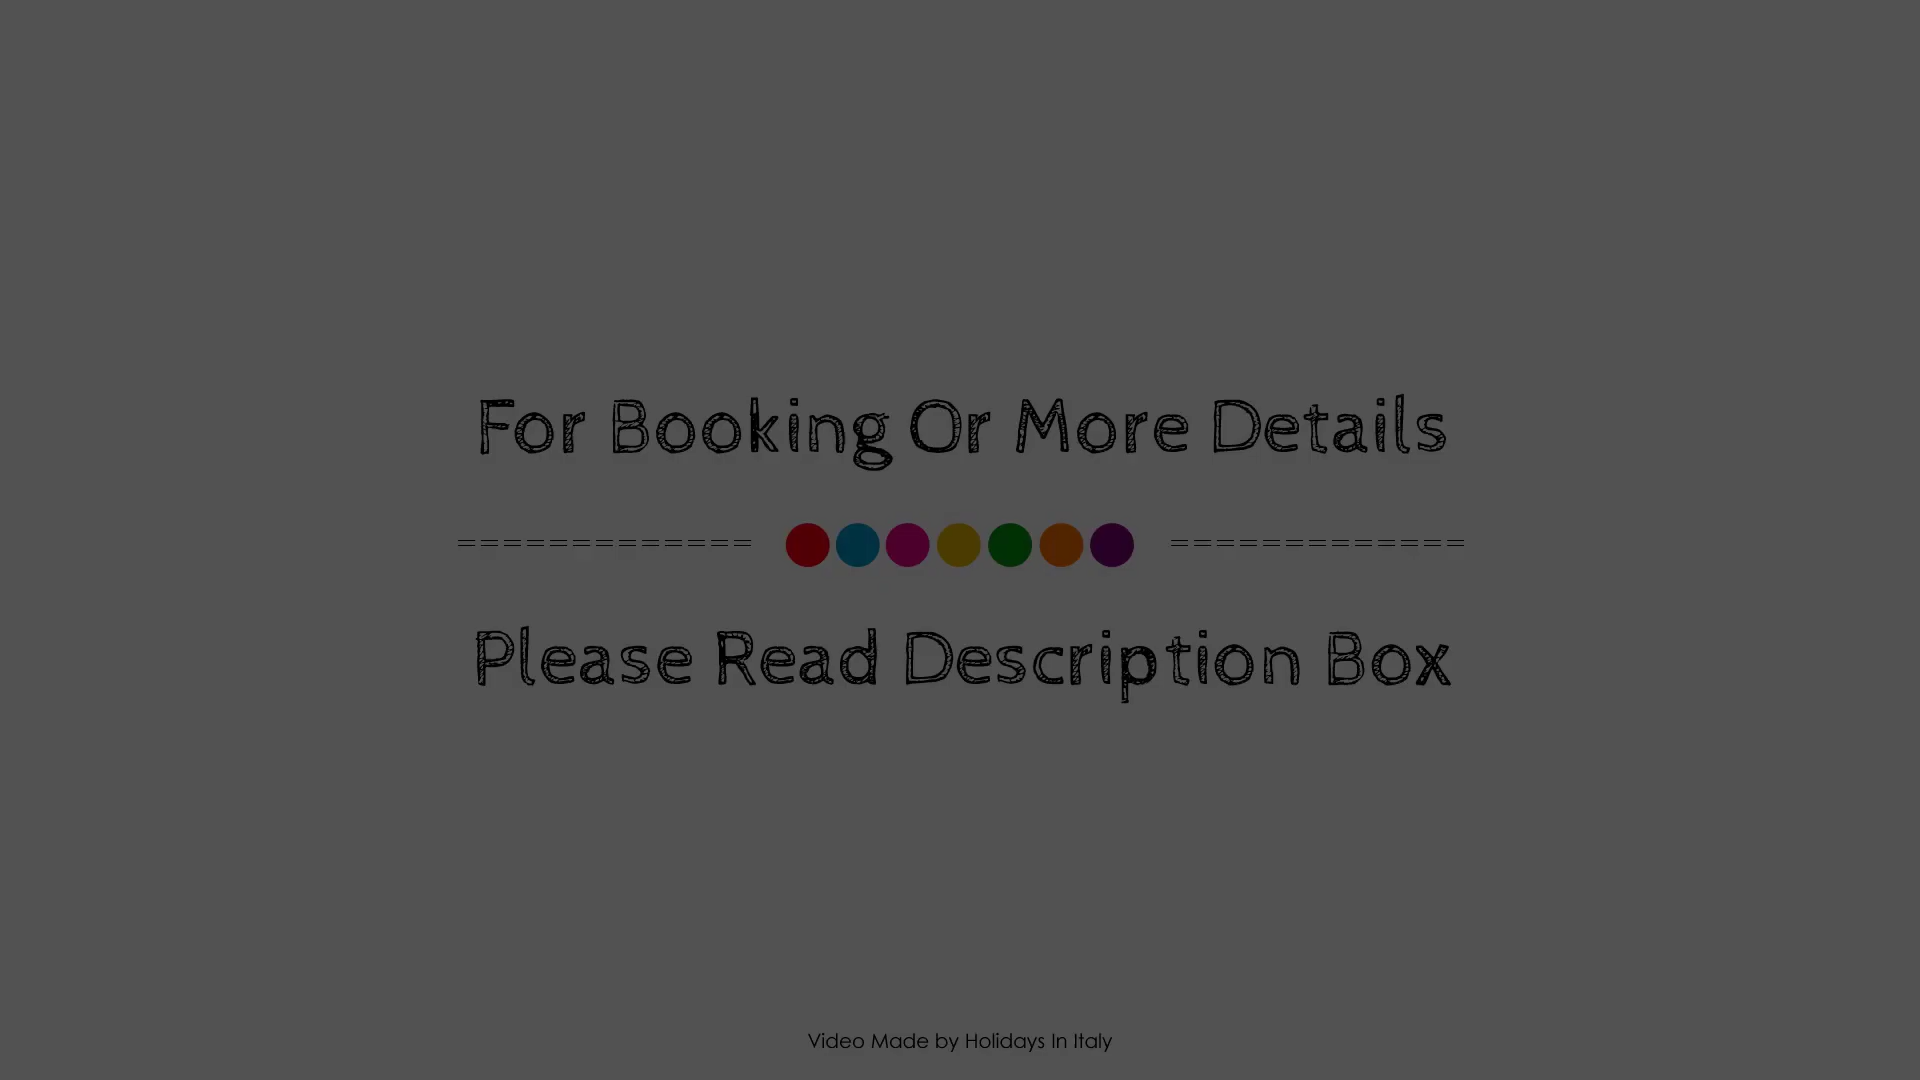 For Booking Or More Details
============= =============
Please Read Description Box
Video Made by Holidays In Italy